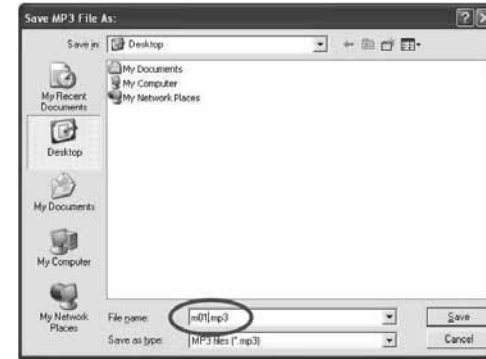 Save MP3 File As:
Save in: Desktop
My Documents
My Computer
My Network Places
My Recent
Documents
Desktop
My Documents
My Computer
My Network
Places
File name: m01.mp3
Save
Save as type: MP3 files (*.mp3)
Cancel